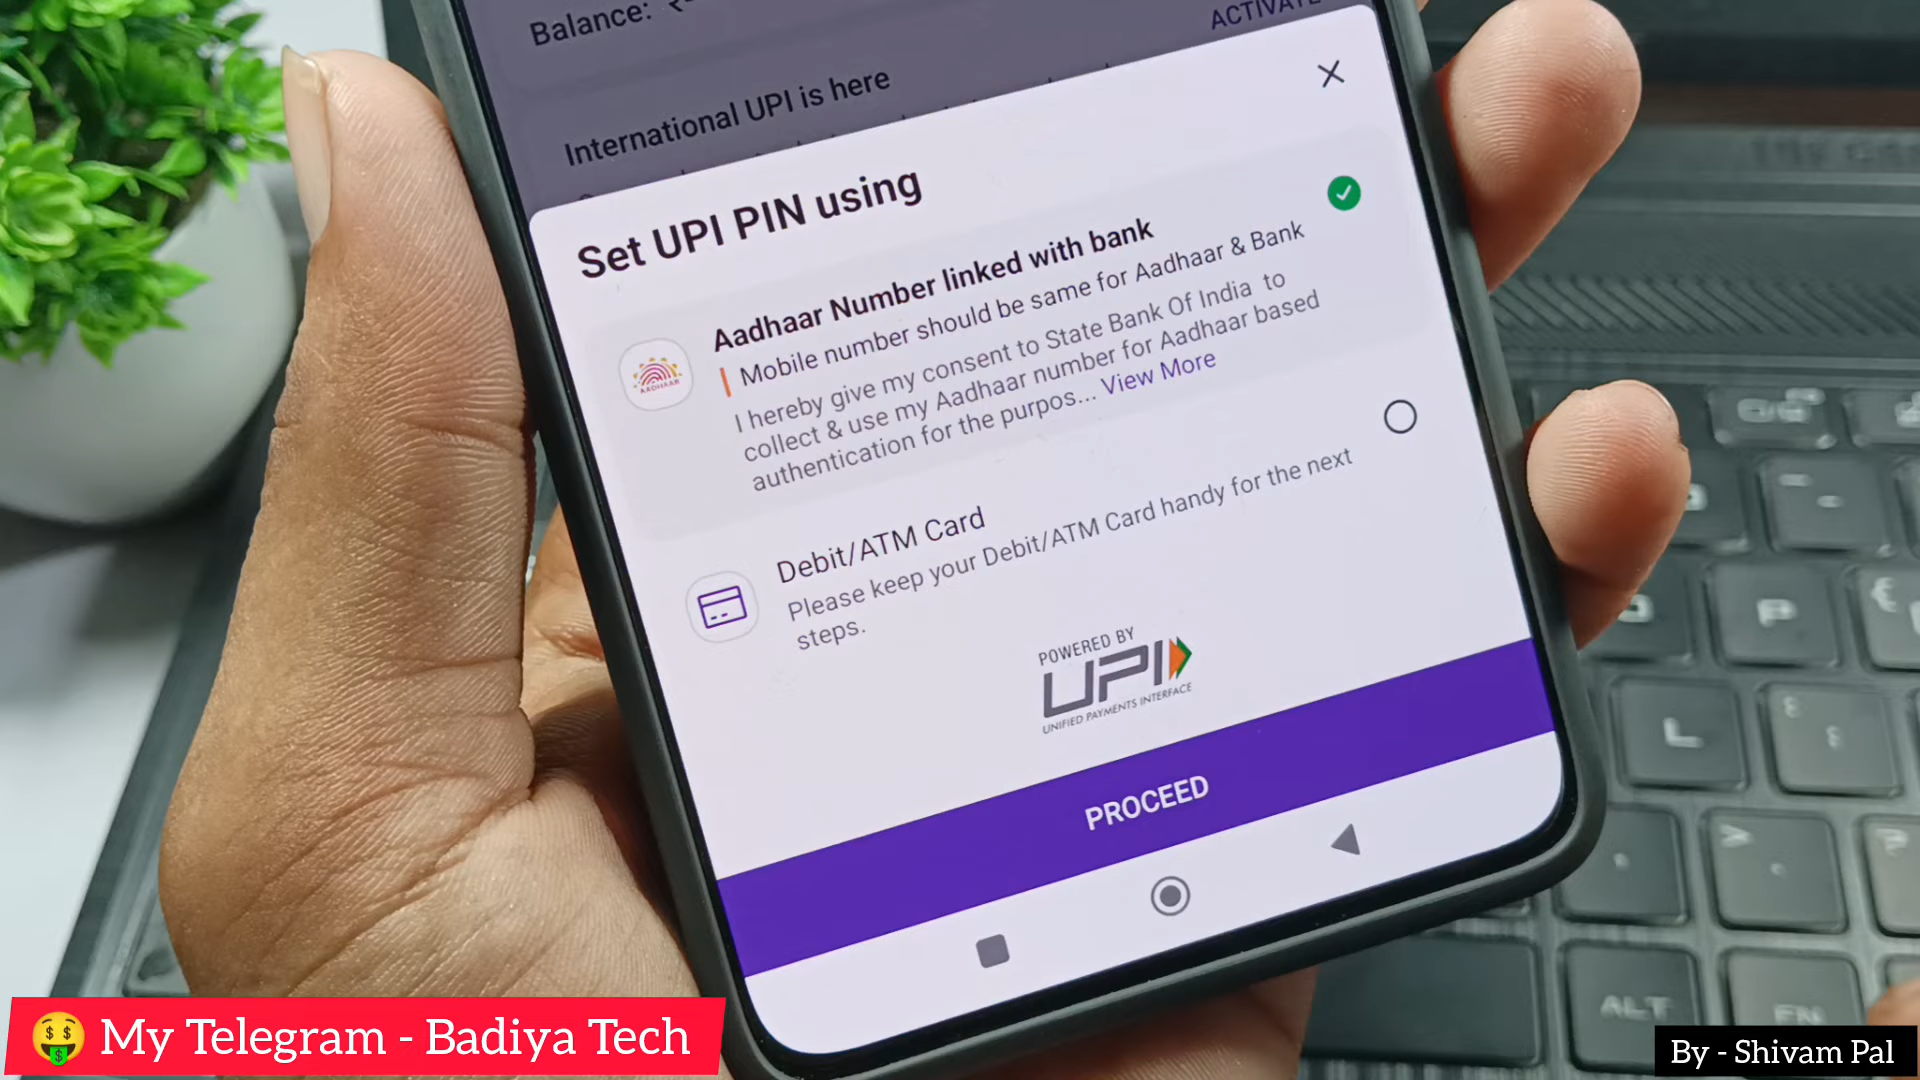 Balance: ₹
ACTIVATE
International UPI is here
Set UPI PIN using
Aadhaar Number linked with bank
Mobile number should be same for Aadhaar & Bank
I hereby give my consent to State Bank Of India to
collect & use my Aadhaar number for Aadhaar based
authentication for the purpos... View More
AADHAAR
Debit/ATM Card
Please keep your Debit/ATM Card handy for the next
steps.
POWERED BY
UPI
UNIFIED PAYMENTS INTERFACE
PROCEED
L
ALT
My Telegram - Badiya Tech
By - Shivam Pal